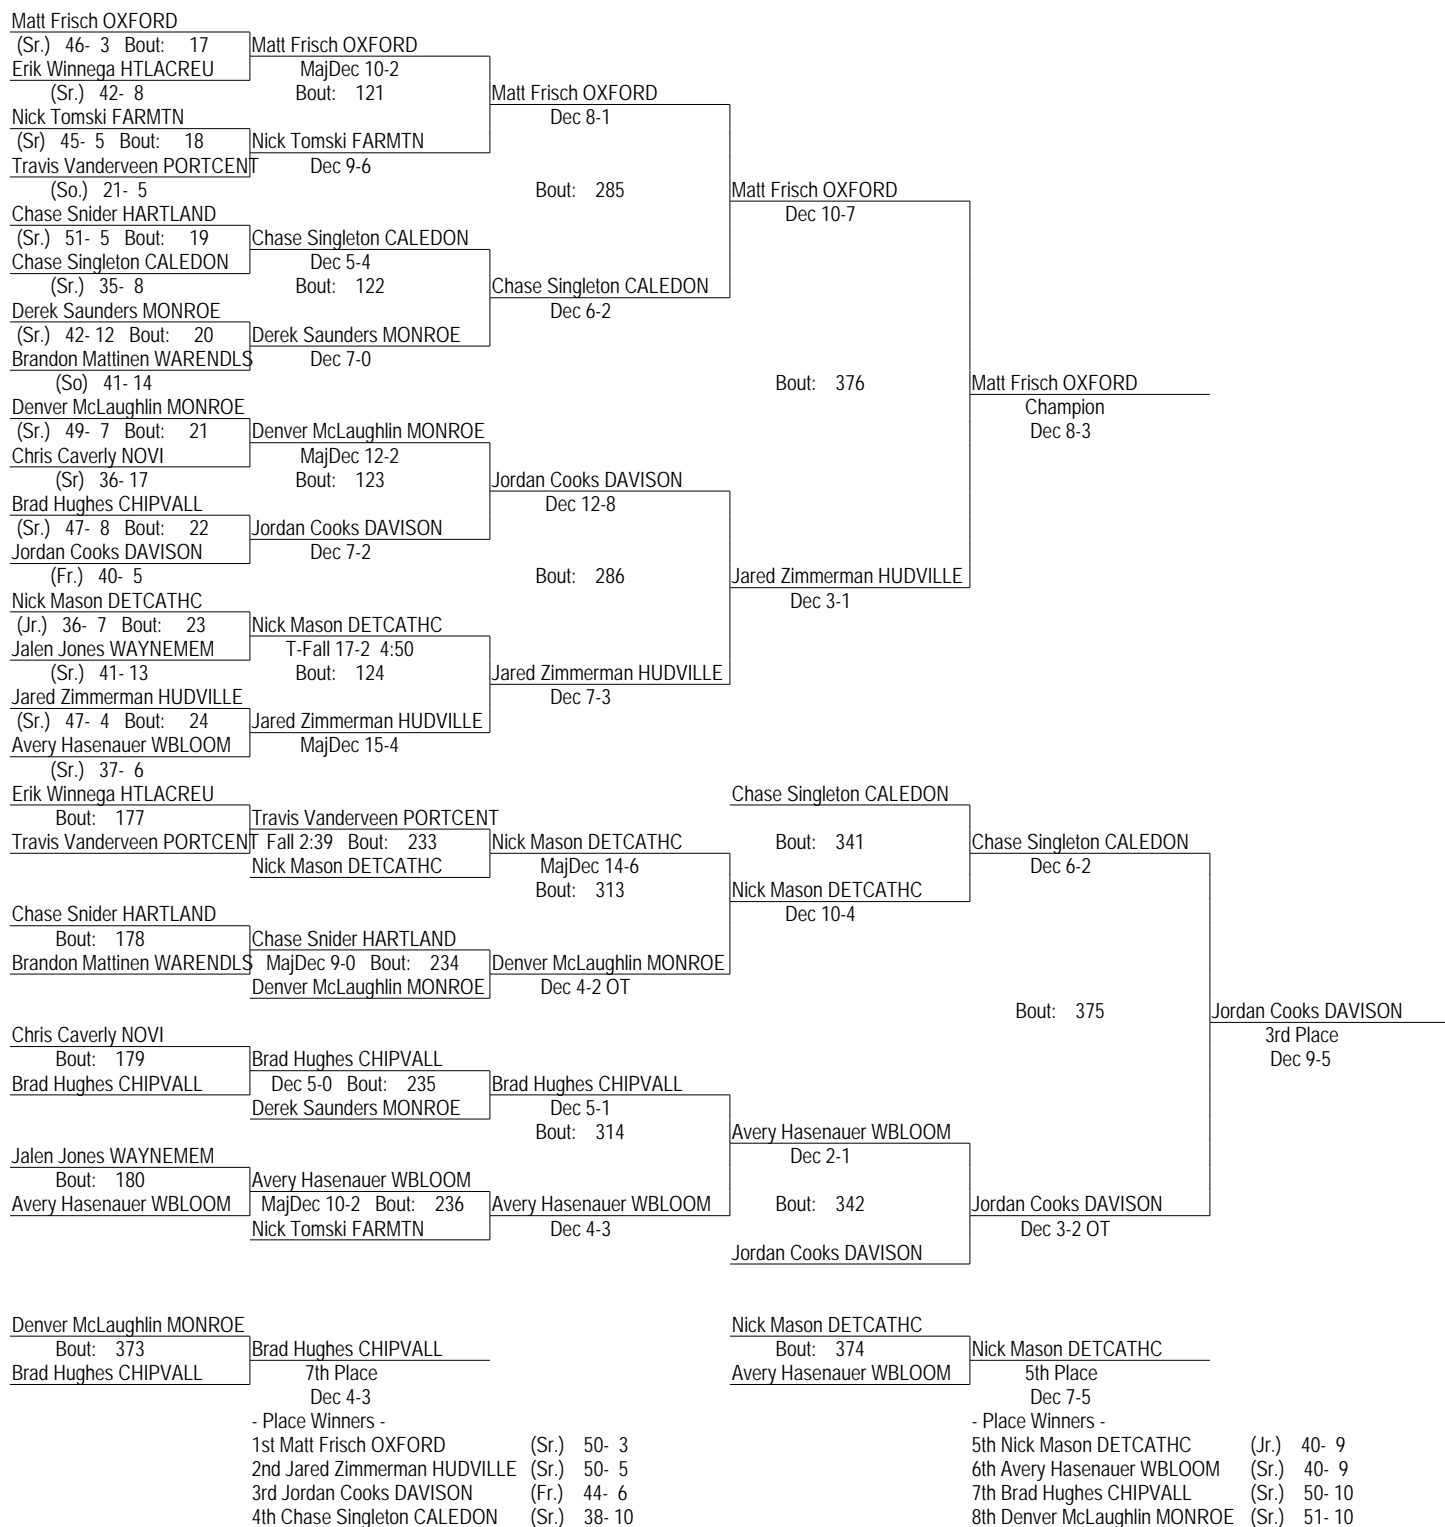 Matt Frisch OXFORD
(Sr.) 46- 3 Bout: 17 Matt Frisch OXFORD
Erik Winnega HTLACREU MajDec 10-2
(Sr.) 42- 8 Bout: 121 Matt Frisch OXFORD
Nick Tomski FARMTN Dec 8-1
(Sr) 45- 5 Bout: 18 Nick Tomski FARMTN
Travis Vanderveen PORTCENT Dec 9-6
(So.) 21- 5 Bout: 285 Matt Frisch OXFORD
Chase Snider HARTLAND Dec 10-7
(Sr.) 51- 5 Bout: 19 Chase Singleton CALEDON
Chase Singleton CALEDON Dec 5-4
(Sr.) 35- 8 Bout: 122 Chase Singleton CALEDON
Derek Saunders MONROE Dec 6-2
(Sr.) 42- 12 Bout: 20 Derek Saunders MONROE
Brandon Mattinen WARENDLS Dec 7-0
(So) 41- 14 Bout: 376 Matt Frisch OXFORD
Denver McLaughlin MONROE Champion
(Sr.) 49- 7 Bout: 21 Denver McLaughlin MONROE Dec 8-3
Chris Caverly NOVI MajDec 12-2
(Sr) 36- 17 Bout: 123 Jordan Cooks DAVISON
Brad Hughes CHIPVALL Dec 12-8
(Sr.) 47- 8 Bout: 22 Jordan Cooks DAVISON
Jordan Cooks DAVISON Dec 7-2
(Fr.) 40- 5 Bout: 286 Jared Zimmerman HUDVILLE
Nick Mason DETCATHC Dec 3-1
(Jr.) 36- 7 Bout: 23 Nick Mason DETCATHC
Jalen Jones WAYNEMEM T-Fall 17-2 4:50
(Sr.) 41- 13 Bout: 124 Jared Zimmerman HUDVILLE
Jared Zimmerman HUDVILLE Dec 7-3
(Sr.) 47- 4 Bout: 24 Jared Zimmerman HUDVILLE
Avery Hasenauer WBLOOM MajDec 15-4
(Sr.) 37- 6
Erik Winnega HTLACREU Chase Singleton CALEDON
Bout: 177 Travis Vanderveen PORTCENT
Travis Vanderveen PORTCENT Fall 2:39 Bout: 233 Nick Mason DETCATHC Bout: 341 Chase Singleton CALEDON
Nick Mason DETCATHC MajDec 14-6 Dec 6-2
Bout: 313 Nick Mason DETCATHC
Chase Snider HARTLAND Dec 10-4
Bout: 178 Chase Snider HARTLAND
Brandon Mattinen WARENDLS MajDec 9-0 Bout: 234 Denver McLaughlin MONROE
Denver McLaughlin MONROE Dec 4-2 OT
Bout: 375 Jordan Cooks DAVISON
Chris Caverly NOVI 3rd Place
Bout: 179 Brad Hughes CHIPVALL Dec 9-5
Brad Hughes CHIPVALL Dec 5-0 Bout: 235 Brad Hughes CHIPVALL
Derek Saunders MONROE Dec 5-1
Bout: 314 Avery Hasenauer WBLOOM
Jalen Jones WAYNEMEM Dec 2-1
Bout: 180 Avery Hasenauer WBLOOM
Avery Hasenauer WBLOOM MajDec 10-2 Bout: 236 Avery Hasenauer WBLOOM Bout: 342 Jordan Cooks DAVISON
Nick Tomski FARMTN Dec 4-3 Dec 3-2 OT
Jordan Cooks DAVISON
Denver McLaughlin MONROE Nick Mason DETCATHC
Bout: 373 Brad Hughes CHIPVALL Bout: 374 Nick Mason DETCATHC
Brad Hughes CHIPVALL 7th Place Avery Hasenauer WBLOOM 5th Place
Dec 4-3 Dec 7-5
- Place Winners - - Place Winners -
1st Matt Frisch OXFORD (Sr.) 50- 3 5th Nick Mason DETCATHC (Jr.) 40- 9
2nd Jared Zimmerman HUDVILLE (Sr.) 50- 5 6th Avery Hasenauer WBLOOM (Sr.) 40- 9
3rd Jordan Cooks DAVISON (Fr.) 44- 6 7th Brad Hughes CHIPVALL (Sr.) 50- 10
4th Chase Singleton CALEDON (Sr.) 38- 10 8th Denver McLaughlin MONROE (Sr.) 51- 10